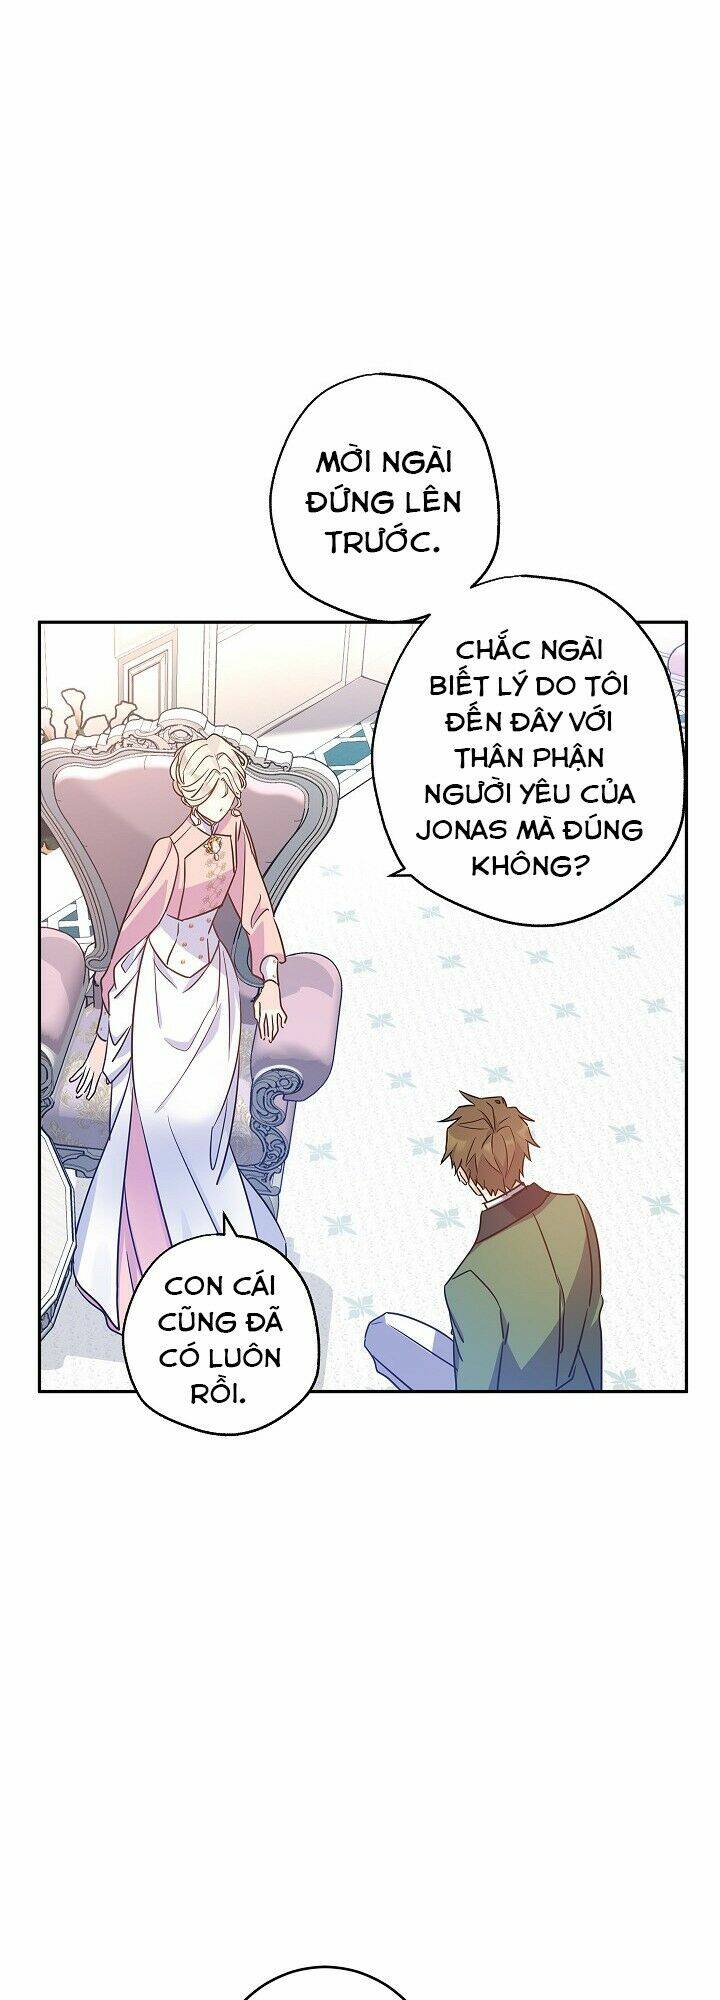 MỜI NGÀI
ĐỨNG LÊN
TRƯỚC.
CHẮC NGÀI
BIẾT LÝ DO TÔI
ĐẾN ĐÂY VỚI
THÂN PHẬN
NGƯỜI YÊU CỦA
JONAS MÀ ĐÚNG
KHÔNG?
CON CÁI
CŨNG ĐÃ
CÓ LUÔN
RỒI.